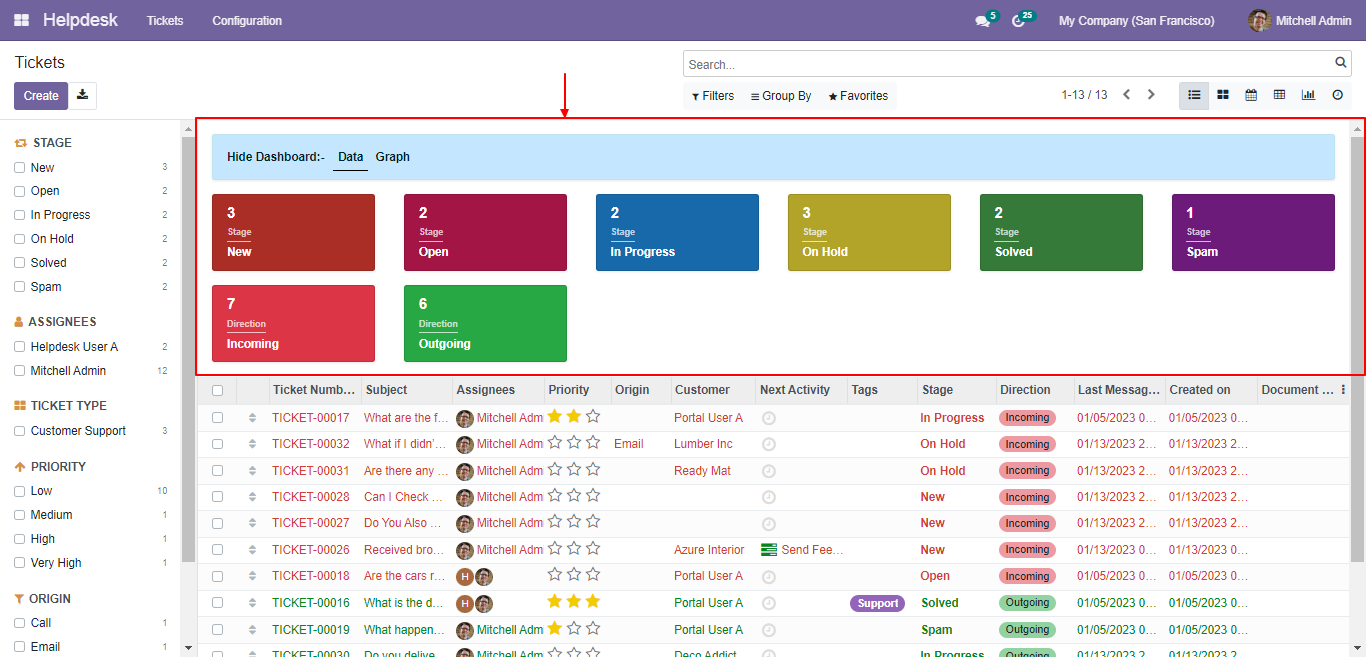 Helpdesk Tickets Configuration 5 25 My Company (San Francisco) Mitchell Admin
Tickets
Search...
Create
Filters Group By Favorites 1-13 / 13
STAGE
New 3
Open 2
In Progress 2
On Hold 2
Solved 2
Spam 2
ASSIGNEES
Helpdesk User A 2
Mitchell Admin 12
TICKET TYPE
Customer Support 3
PRIORITY
Low 10
Medium 1
High 1
Very High 1
ORIGIN
Call 1
Email 1
Hide Dashboard:- Data Graph
3
Stage
New
2
Stage
Open
2
Stage
In Progress
3
Stage
On Hold
2
Stage
Solved
1
Stage
Spam
7
Direction
Incoming
6
Direction
Outgoing
Ticket Numb... Subject Assignees Priority Origin Customer Next Activity Tags Stage Direction Last Messag... Created on Document ...
TICKET-00017 What are the f... Mitchell Adm Portal User A In Progress Incoming 01/05/2023 0... 01/05/2023 0...
TICKET-00032 What if I didn'... Mitchell Adm Email Lumber Inc On Hold Incoming 01/13/2023 2... 01/13/2023 2...
TICKET-00031 Are there any ... Mitchell Adm Ready Mat On Hold Incoming 01/13/2023 2... 01/13/2023 2...
TICKET-00028 Can I Check ... Mitchell Adm New Incoming 01/13/2023 2... 01/13/2023 2...
TICKET-00027 Do You Also ... Mitchell Adm New Incoming 01/13/2023 2... 01/13/2023 2...
TICKET-00026 Received bro... Mitchell Adm Azure Interior Send Fee... New Incoming 01/13/2023 2... 01/13/2023 2...
TICKET-00018 Are the cars r... H Portal User A Open Incoming 01/05/2023 0... 01/05/2023 0...
TICKET-00016 What is the d... H Portal User A Support Solved Outgoing 01/05/2023 0... 01/05/2023 0...
TICKET-00019 What happen... Mitchell Adm Portal User A Spam Outgoing 01/05/2023 0... 01/05/2023 0...
TICKET-00030 Do you delive... Mitchell Adm Deco Addict In Progress Outgoing 01/13/2023 2... 01/13/2023 2...